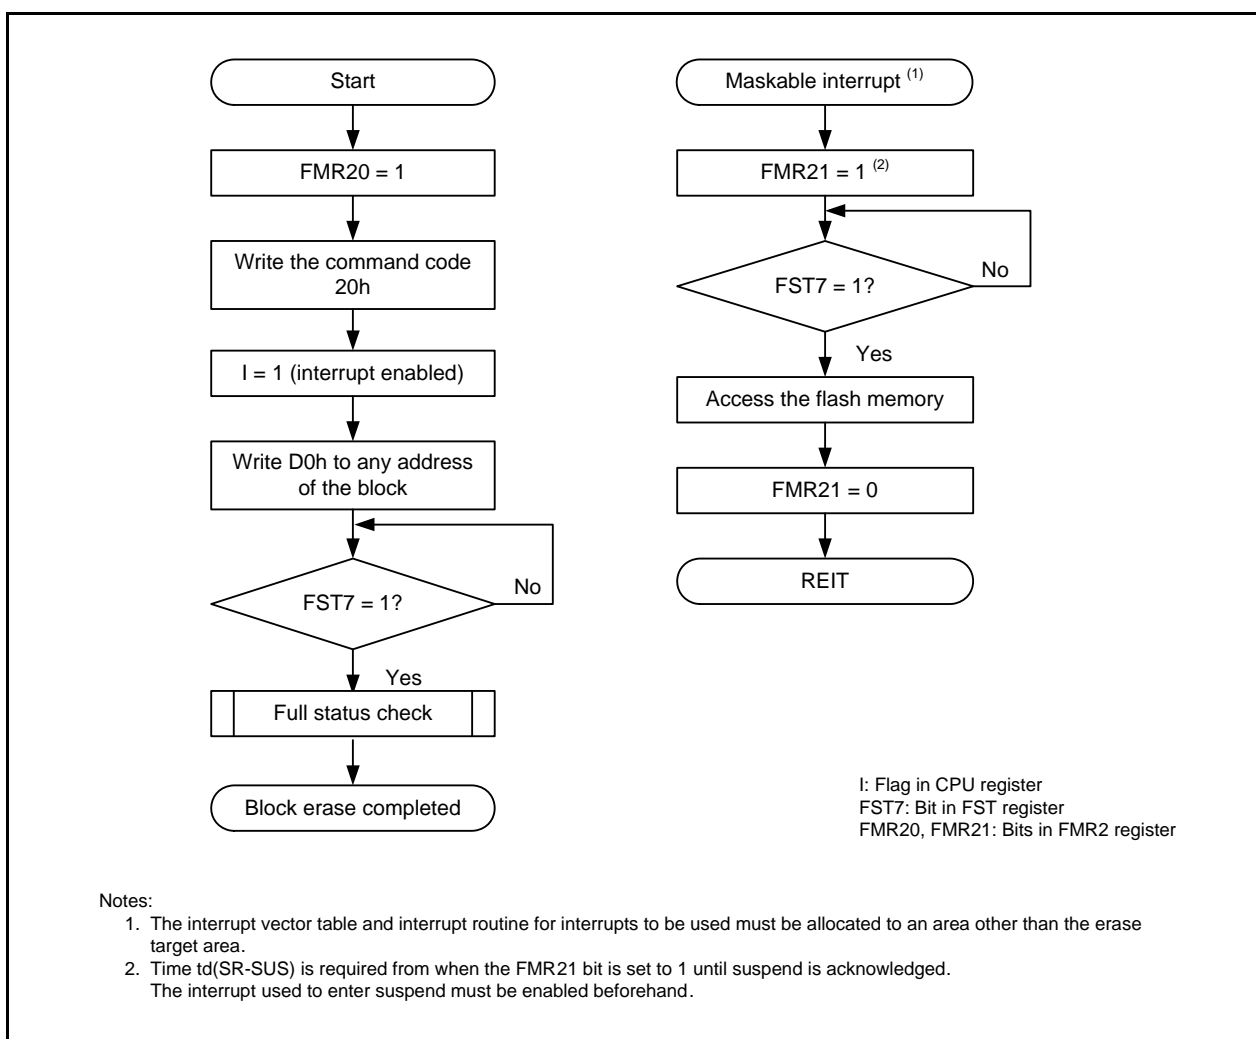 Start
FMR20 = 1
Write the command code
20h
I = 1 (interrupt enabled)
Write D0h to any address
of the block
FST7 = 1?
No
Yes
Full status check
Block erase completed
Maskable interrupt (1)
FMR21 = 1 (2)
FST7 = 1?
No
Yes
Access the flash memory
FMR21 = 0
REIT
I: Flag in CPU register
FST7: Bit in FST register
FMR20, FMR21: Bits in FMR2 register
Notes:
1. The interrupt vector table and interrupt routine for interrupts to be used must be allocated to an area other than the erase
target area.
2. Time td(SR-SUS) is required from when the FMR21 bit is set to 1 until suspend is acknowledged.
The interrupt used to enter suspend must be enabled beforehand.